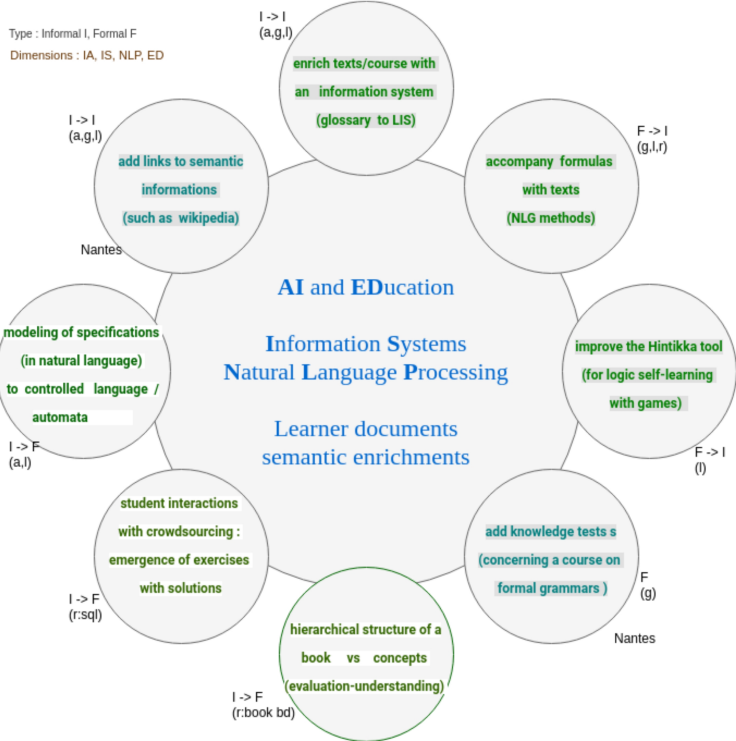 Type : Informal I, Formal F
Dimensions : IA, IS, NLP, ED
I -> I
(a,g,l)
enrich texts/course with
an information system
(glossary to LIS)
I -> I
(a,g,l)
add links to semantic
informations
(such as wikipedia)
Nantes
F -> I
(g,l,r)
accompany formulas
with texts
(NLG methods)
AI and EDucation
Information Systems
Natural Language Processing
Learner documents
semantic enrichments
modeling of specifications
(in natural language)
to controlled language /
automata
I -> F
(a,l)
improve the Hintikka tool
(for logic self-learning
with games)
F -> I
(l)
student interactions
with crowdsourcing :
emergence of exercises
with solutions
I -> F
(r:sql)
add knowledge tests s
(concerning a course on
formal grammars )
F
(g)
Nantes
hierarchical structure of a
book vs concepts
(evaluation-understanding)
I -> F
(r:book bd)